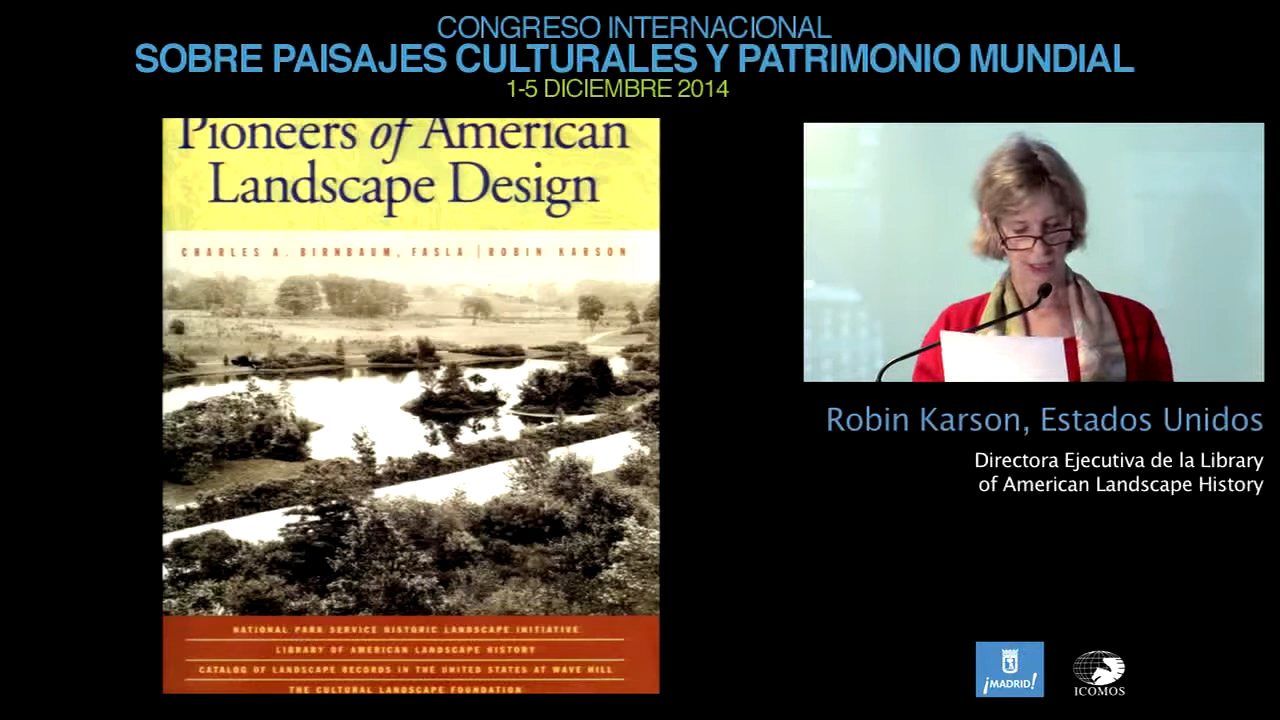 CONGRESO INTERNACIONAL
SOBRE PAISAJES CULTURALES Y PATRIMONIO MUNDIAL
1-5 DICIEMBRE 2014
Pioneers of American
Landscape Design
CHARLES A. BIRNBAUM, FASLA | ROBIN KARSON
NATIONAL PARK SERVICE HISTORIC LANDSCAPE INITIATIVE
LIBRARY OF AMERICAN LANDSCAPE HISTORY
CATALOG OF LANDSCAPE RECORDS IN THE UNITED STATES AT WAVE HILL
THE CULTURAL LANDSCAPE FOUNDATION
Robin Karson, Estados Unidos
Directora Ejecutiva de la Library
of American Landscape History
¡MADRID!
ICOMOS